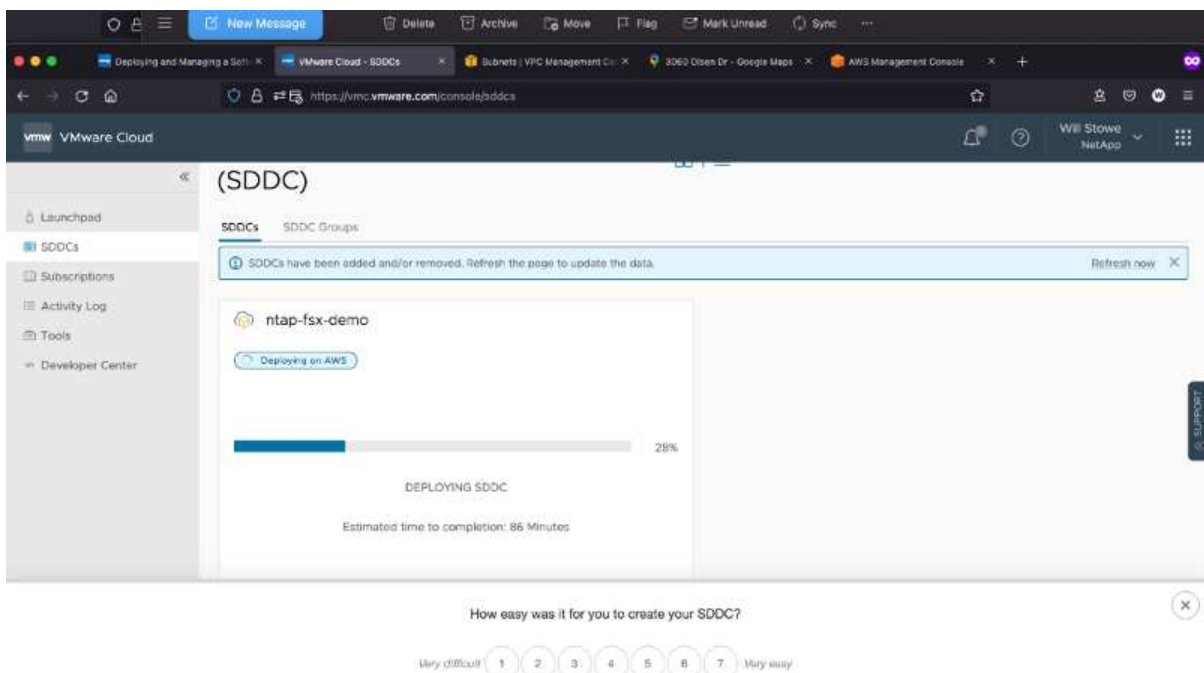 New Message Delete Archive Move Flag Mark Unread Sync ...
Deploying and Managing a Soft VMware Cloud - SDDCs Subnets | VPC Management Co 3060 Olsen Dr - Google Maps AWS Management Console
https://vmc.vmware.com/console/sddcs
vmw VMware Cloud
Will Stowe
NetApp
(SDDC)
Launchpad
SDDCs
Subscriptions
Activity Log
Tools
Developer Center
SDDCs SDDC Groups
SDDCs have been added and/or removed. Refresh the page to update the data. Refresh now
ntap-fsx-demo
Deploying on AWS
28%
DEPLOYING SDDC
Estimated time to completion: 86 Minutes
SUPPORT
How easy was it for you to create your SDDC?
Very difficult 1 2 3 4 5 6 7 Very easy